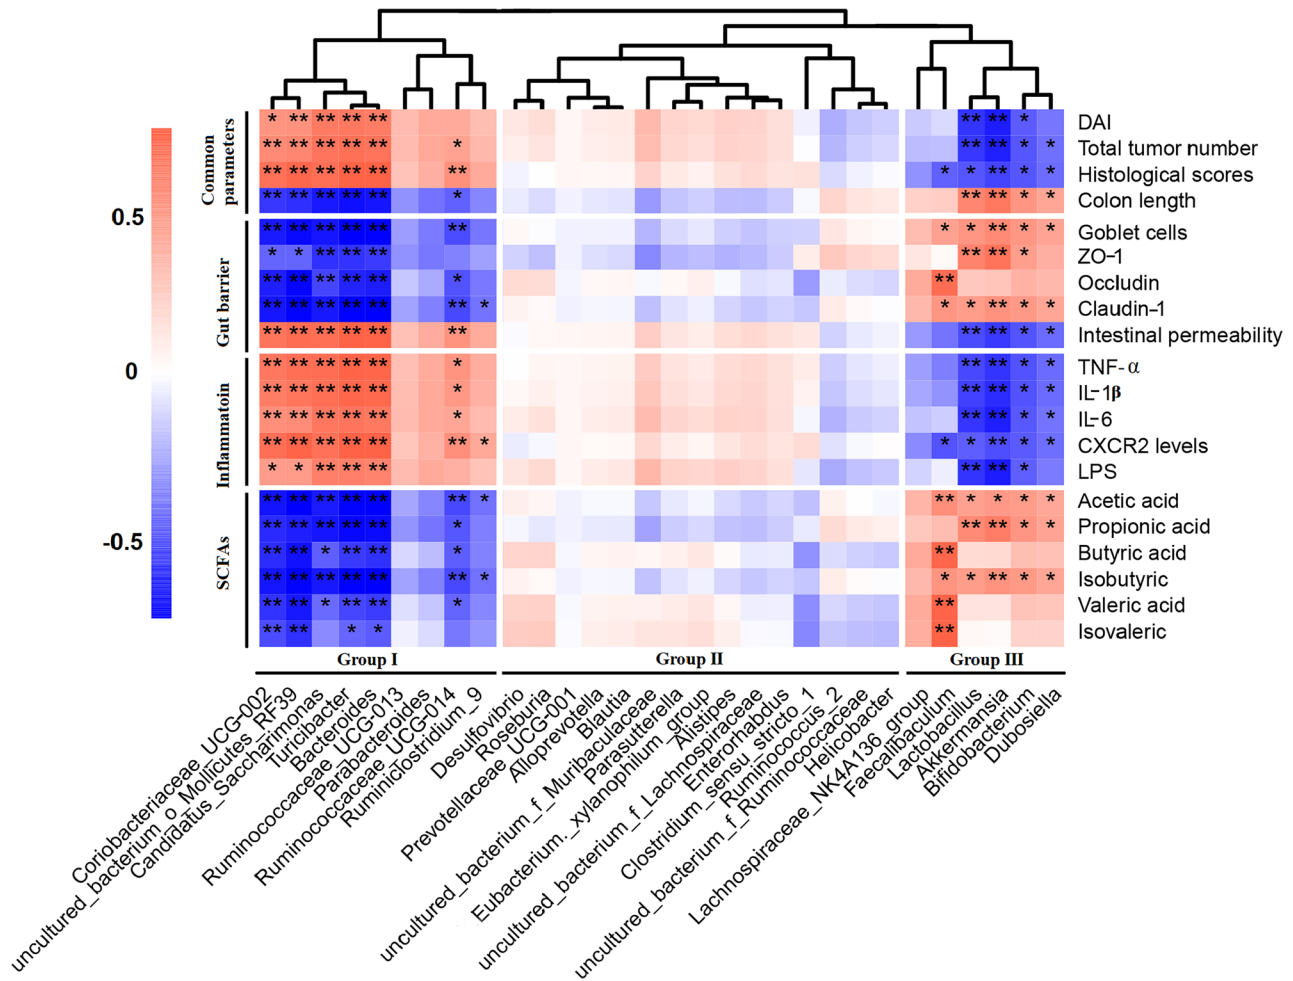 Common
parameters
Gut barrier
Inflammatoin
SCFAs
0.5
0
-0.5
DAI
Total tumor number
Histological scores
Colon length
Goblet cells
ZO-1
Occludin
Claudin-1
Intestinal permeability
TNF-α
IL-1β
IL-6
CXCR2 levels
LPS
Acetic acid
Propionic acid
Butyric acid
Isobutyric
Valeric acid
Isovaleric
Group I
Group II
Group III
Coriobacteriaceae_UCG-002
uncultured_bacterium_o_Mollicutes_RF39
Candidatus_Saccharimonas
Turicibacter
Bacteroides
Ruminococcaceae_UCG-013
Parabacteroides
Ruminococcaceae_UCG-014
Ruminiclostridium_9
Desulfovibrio
Roseburia
Prevotellaceae UCG-001
Alloprevotella
Blautia
uncultured_bacterium_f_Muribaculaceae
Parasutterella
Eubacterium._xylanophilum_group
Alistipes
uncultured_bacterium_f_Lachnospiraceae
Enterorhabdus
Clostridium_sensu_stricto_1
Ruminococcus_2
uncultured_bacterium_f_Ruminococcaceae
Helicobacter
Lachnospiraceae_NK4A136_group
Faecalibaculum
Lactobacillus
Akkermansia
Bifidobacterium
Dubosiella